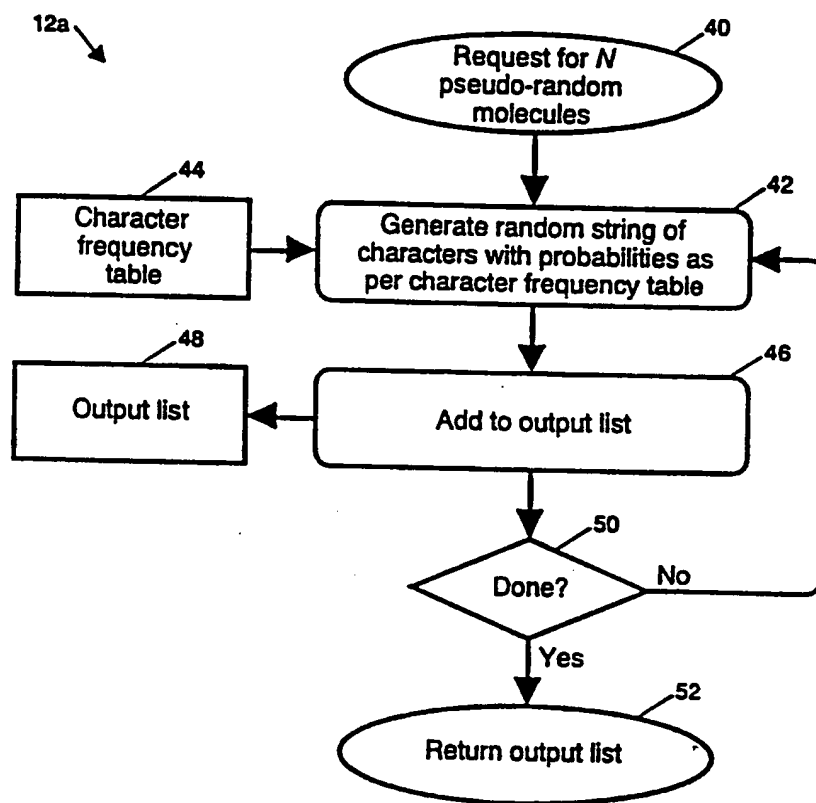 12a
40
Request for N
pseudo-random
molecules
44
Character
frequency
table
42
Generate random string of
characters with probabilities as
per character frequency table
48
Output list
46
Add to output list
50
Done?
No
Yes
52
Return output list